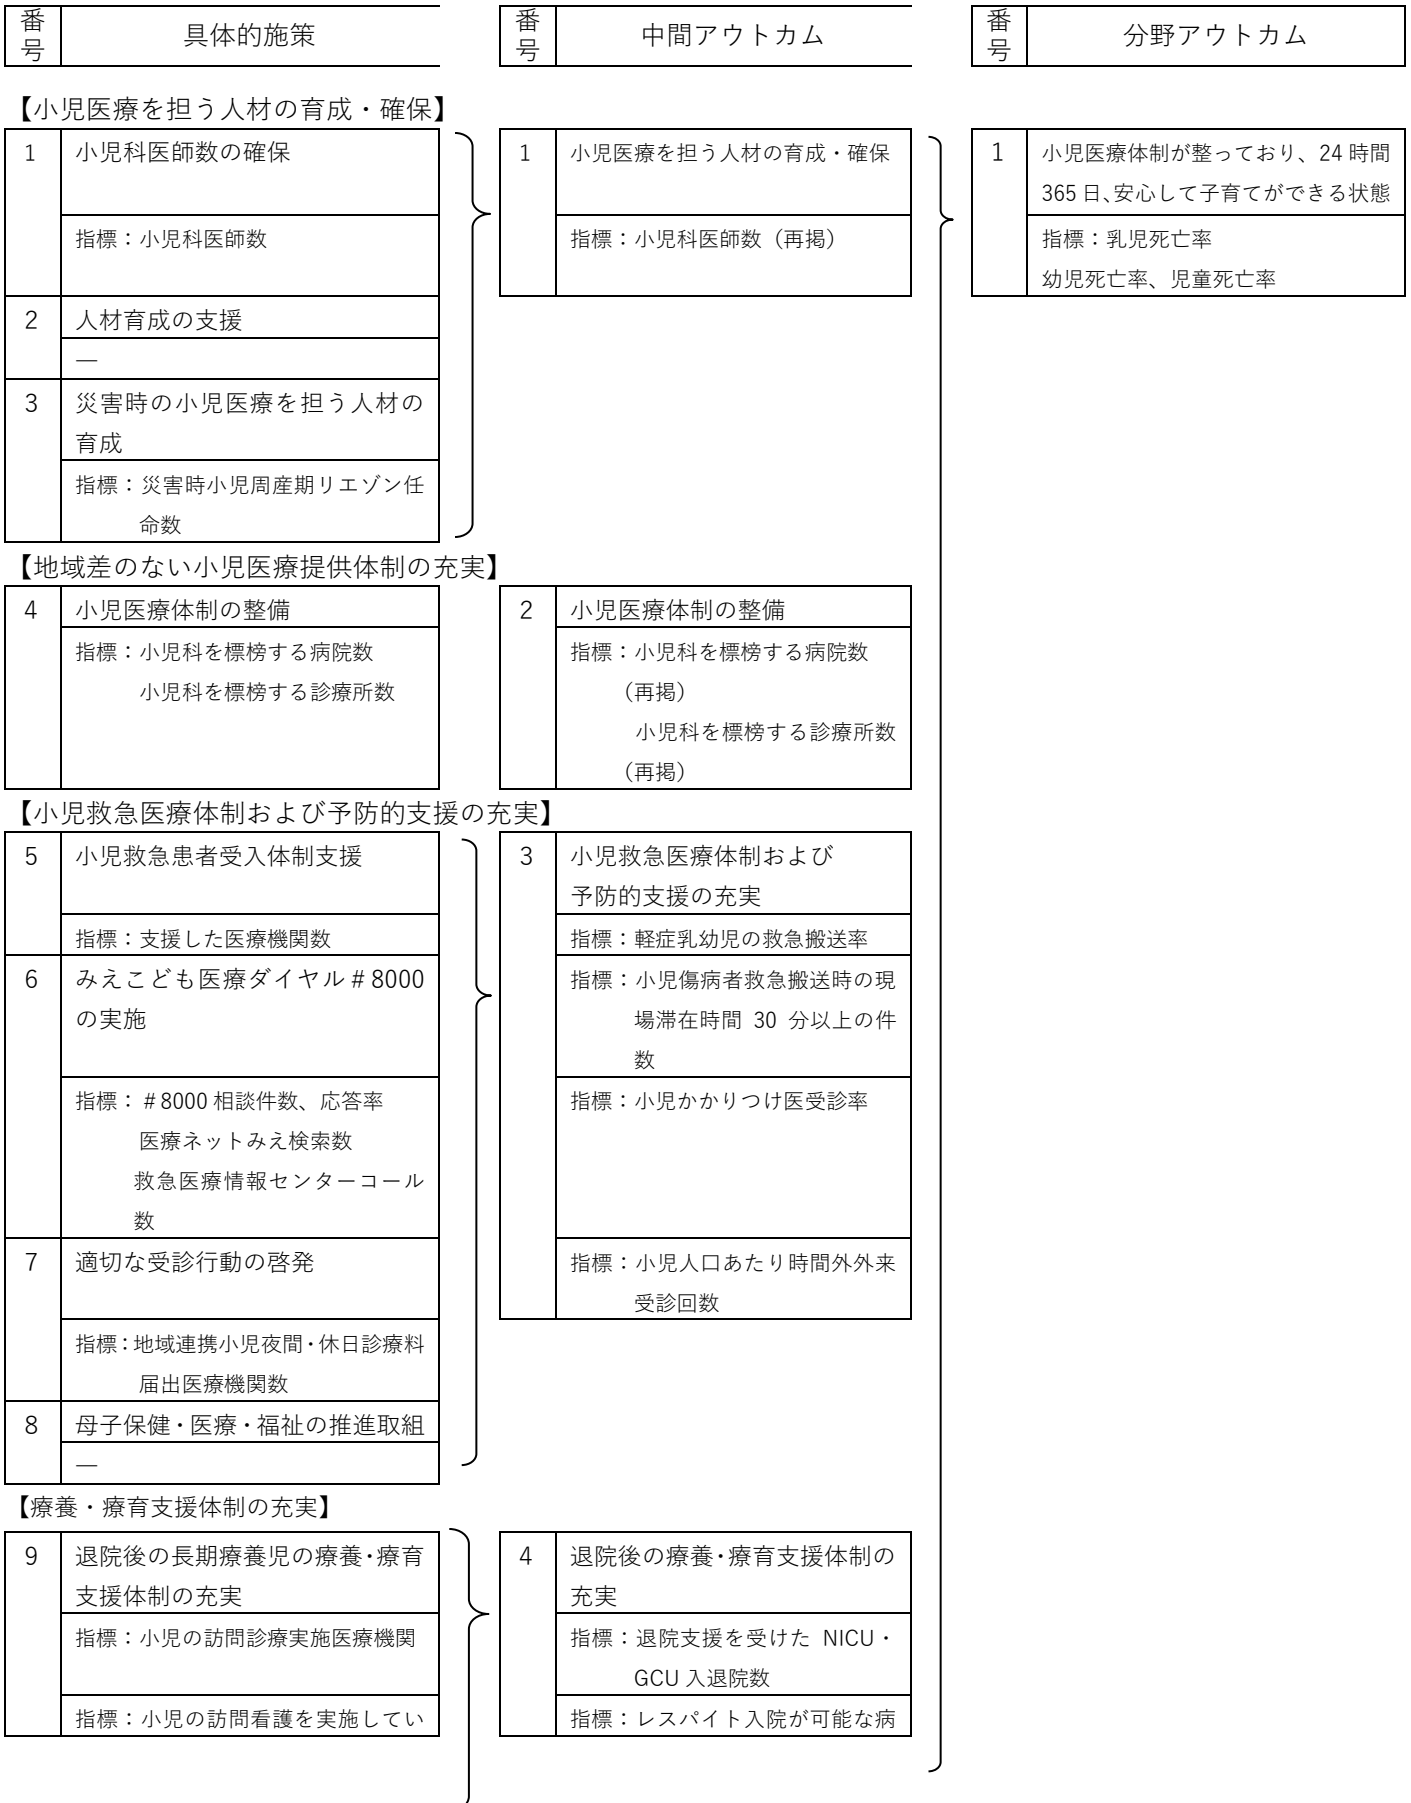 番号 具体的施策
番号 中間アウトカム
番号 分野アウトカム
【小児医療を担う人材の育成・確保】
1 小児科医師数の確保
指標：小児科医師数
2 人材育成の支援
―
3 災害時の小児医療を担う人材の
育成
指標：災害時小児周産期リエゾン任
命数
1 小児医療を担う人材の育成・確保
指標：小児科医師数（再掲）
1 小児医療体制が整っており、24時間
365日、安心して子育てができる状態
指標：乳児死亡率
幼児死亡率、児童死亡率
【地域差のない小児医療提供体制の充実】
4 小児医療体制の整備
指標：小児科を標榜する病院数
小児科を標榜する診療所数
2 小児医療体制の整備
指標：小児科を標榜する病院数
（再掲）
小児科を標榜する診療所数
（再掲）
【小児救急医療体制および予防的支援の充実】
5 小児救急患者受入体制支援
指標：支援した医療機関数
6 みえこども医療ダイヤル＃8000
の実施
指標：＃8000相談件数、応答率
医療ネットみえ検索数
救急医療情報センターコール
数
7 適切な受診行動の啓発
指標：地域連携小児夜間・休日診療料
届出医療機関数
8 母子保健・医療・福祉の推進取組
―
3 小児救急医療体制および
予防的支援の充実
指標：軽症乳幼児の救急搬送率
指標：小児傷病者救急搬送時の現
場滞在時間 30 分以上の件
数
指標：小児かかりつけ医受診率
指標：小児人口あたり時間外外来
受診回数
【療養・療育支援体制の充実】
9 退院後の長期療養児の療養・療育
支援体制の充実
指標：小児の訪問診療実施医療機関
指標：小児の訪問看護を実施してい
4 退院後の療養・療育支援体制の
充実
指標：退院支援を受けた NICU・
GCU入退院数
指標：レスパイト入院が可能な病